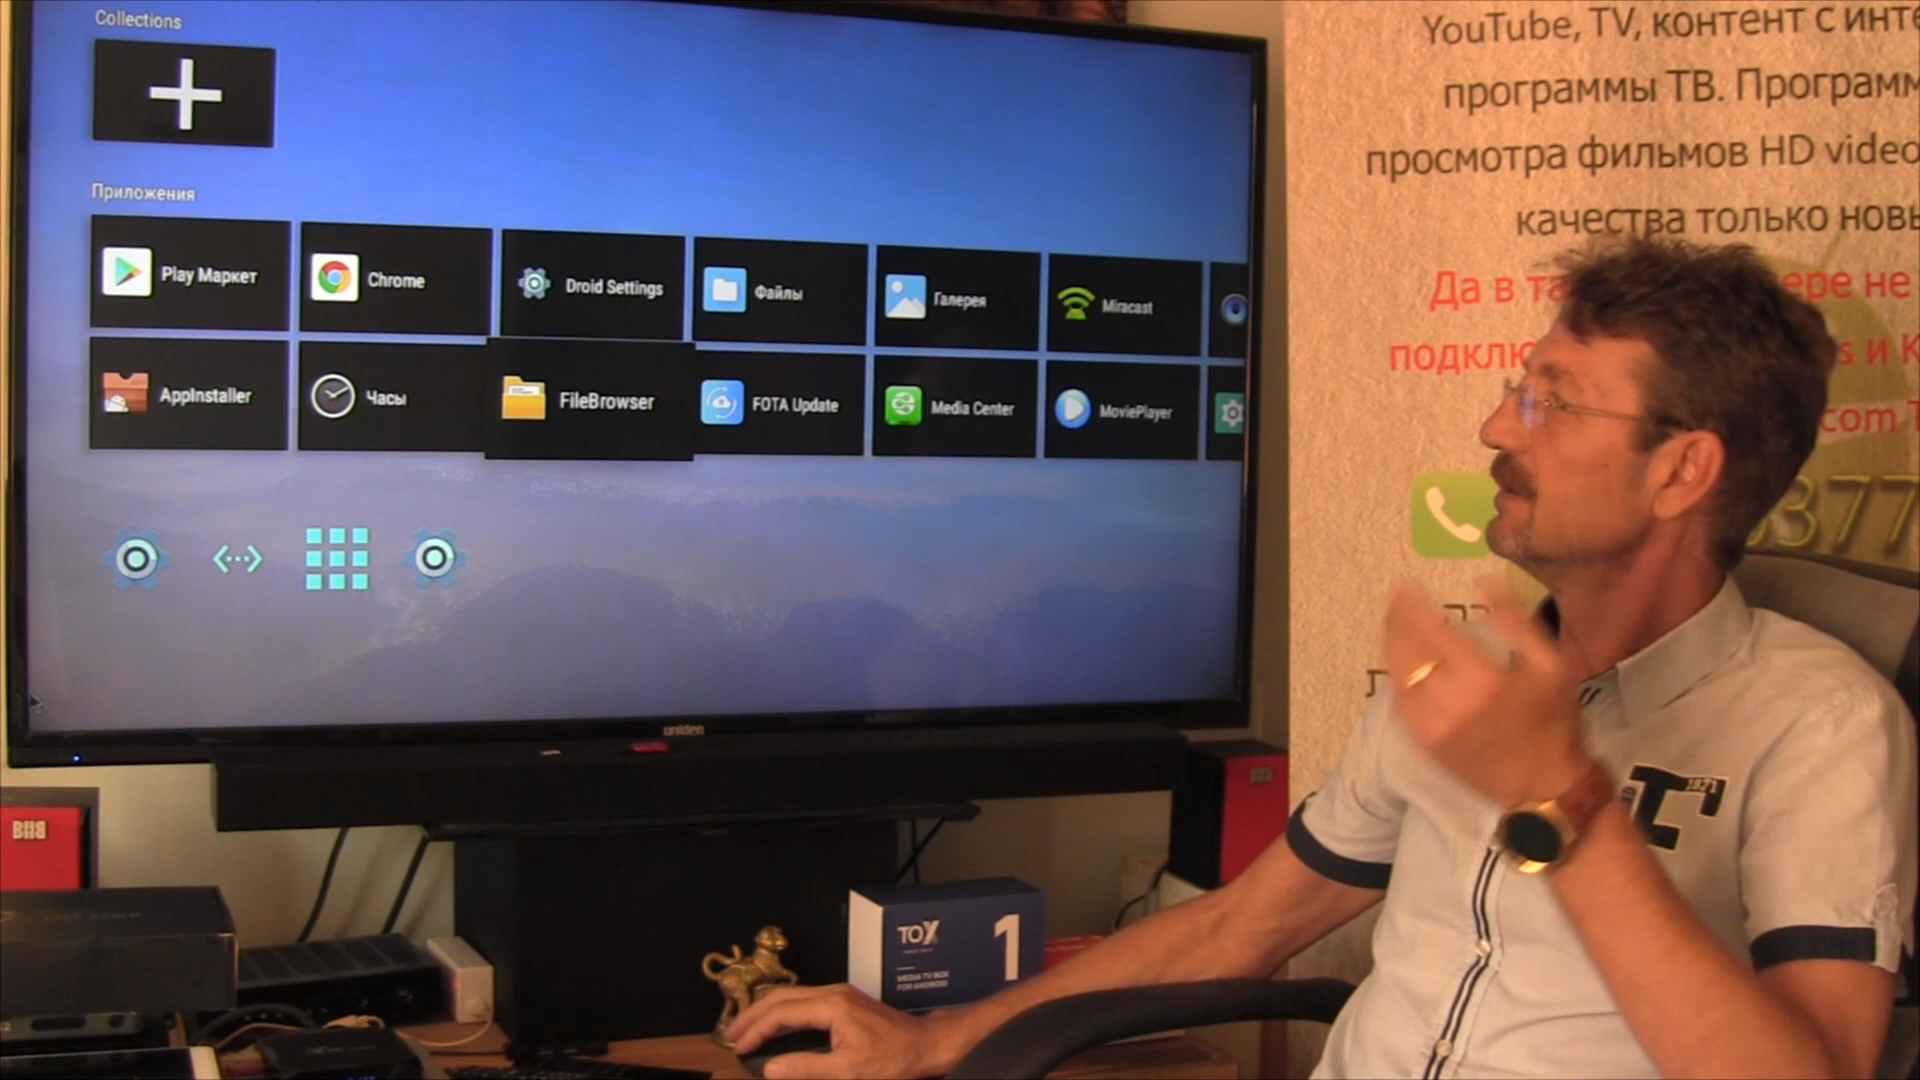 Collections
Приложения
Play Маркет
Chrome
Droid Settings
Файлы
Галерея
Miracast
AppInstaller
Часы
FileBrowser
FOTA Update
Media Center
MoviePlayer
uniden
YouTube, TV, контент с инте
программы ТВ. Программ
просмотра фильмов HD video
качества только новы
Да в та ере не
подклю s и K
com T
377
1871
TOX
1
MEDIA TV BOX
FOR ANDROID